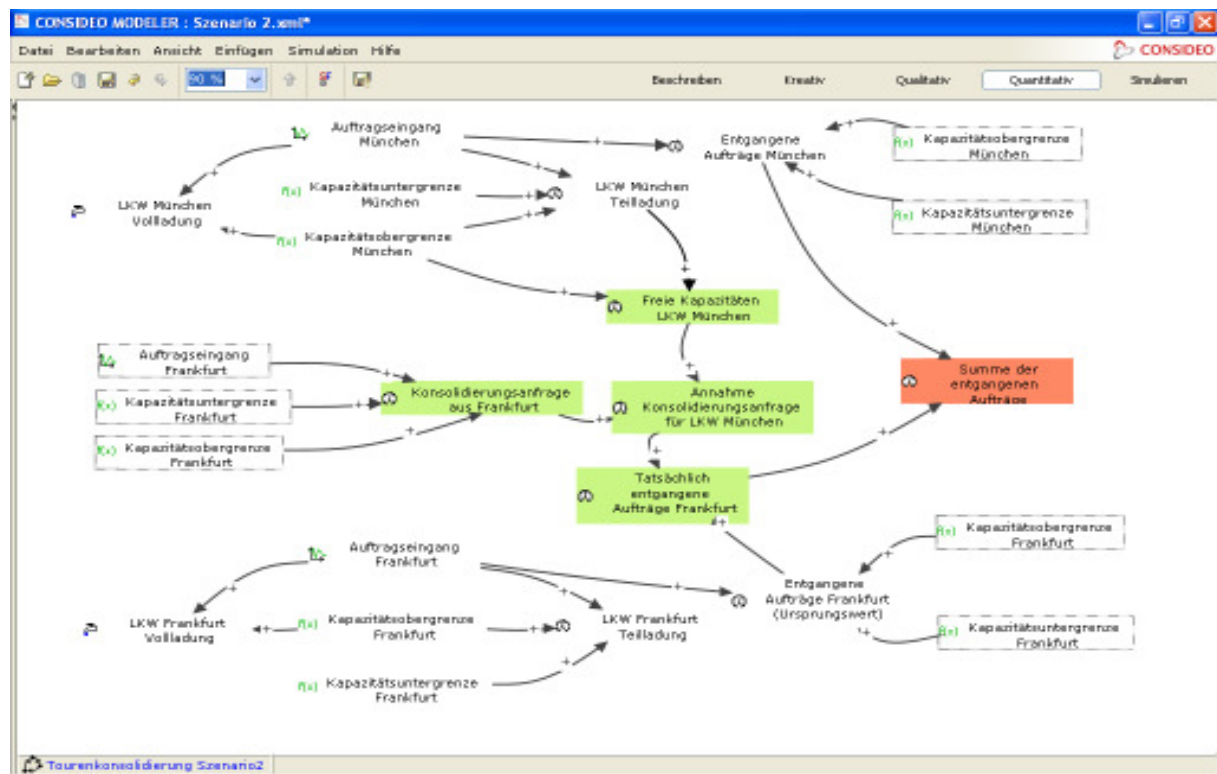 CONSIDEO MODELER : Szenario 2.xml*
Datei Bearbeiten Ansicht Einfügen Simulation Hilfe
CONSIDEO
90 %
Beschreiben Kreativ Qualitativ Quantitativ Simulieren
Auftragseingang
München
Entgangene
Aufträge München
f(x) Kapazitätsobergrenze
München
f(x) Kapazitätsuntergrenze
München
LKW München
Teilladung
LKW München
Vollladung
f(x) Kapazitätsobergrenze
München
f(x) Kapazitätsuntergrenze
München
Freie Kapazitäten
LKW München
Auftragseingang
Frankfurt
f(x) Kapazitätsuntergrenze
Frankfurt
f(x) Kapazitätsobergrenze
Frankfurt
Konsolidierungsanfrage
aus Frankfurt
Annahme
Konsolidierungsanfrage
für LKW München
Summe der
entgangenen
Aufträge
Tatsächlich
entgangene
Aufträge Frankfurt
Auftragseingang
Frankfurt
f(x) Kapazitätsobergrenze
Frankfurt
Entgangene
Aufträge Frankfurt
(Ursprungswert)
LKW Frankfurt
Vollladung
f(x) Kapazitätsobergrenze
Frankfurt
LKW Frankfurt
Teilladung
f(x) Kapazitätsuntergrenze
Frankfurt
f(x) Kapazitätsuntergrenze
Frankfurt
Tourenkonsolidierung Szenario2